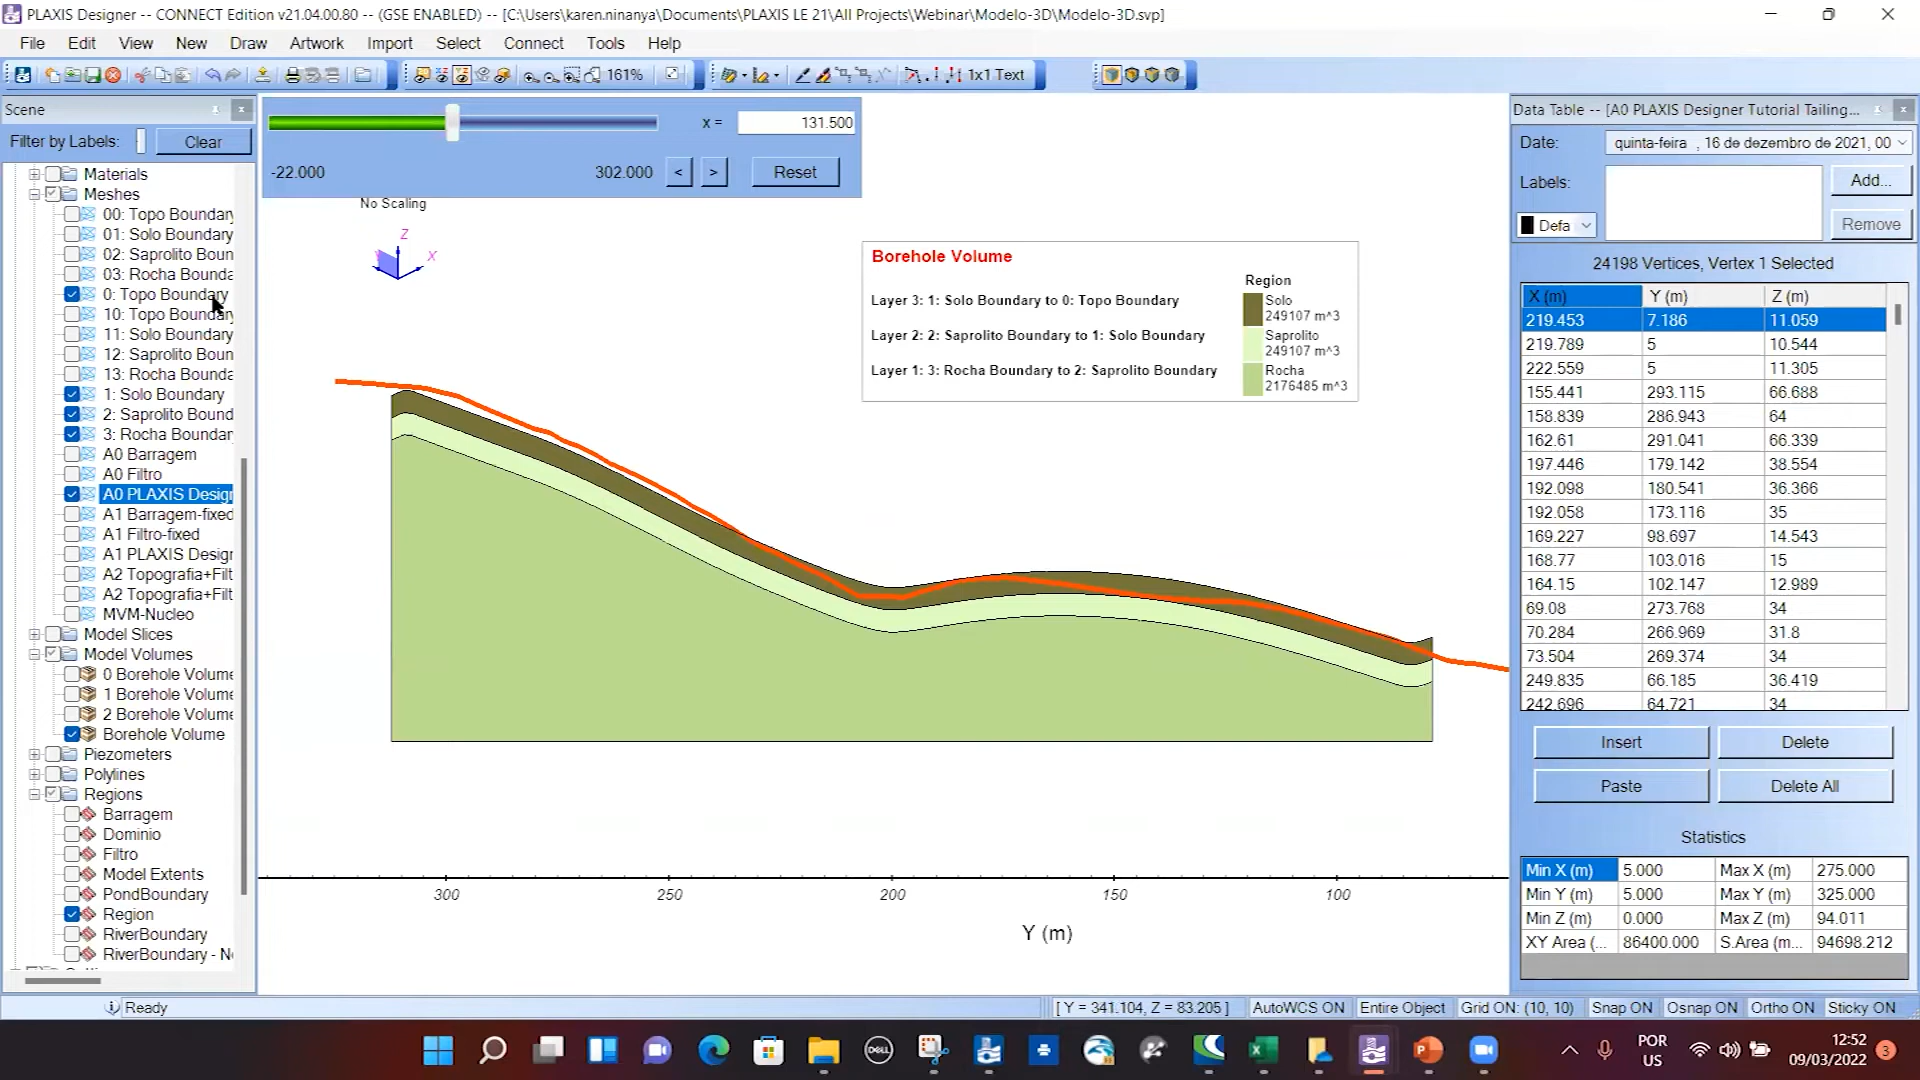 PLAXIS Designer -- CONNECT Edition v21.04.00.80 -- (GSE ENABLED) -- [C:\Users\karen.ninanya\Documents\PLAXIS LE 21\All Projects\Webinar\Modelo-3D\Modelo-3D.svp]
File Edit View New Draw Artwork Import Select Connect Tools Help
161% 1x1 Text
Scene
Filter by Labels: Clear
Materials
Meshes
00: Topo Boundary
01: Solo Boundary
02: Saprolito Boun
03: Rocha Bounda
0: Topo Boundary
10: Topo Boundary
11: Solo Boundary
12: Saprolito Boun
13: Rocha Bounda
1: Solo Boundary
2: Saprolito Bound
3: Rocha Boundar
A0 Barragem
A0 Filtro
A0 PLAXIS Design
A1 Barragem-fixed
A1 Filtro-fixed
A1 PLAXIS Design
A2 Topografia+Filt
A2 Topografia+Filt
MVM-Nucleo
Model Slices
Model Volumes
0 Borehole Volume
1 Borehole Volume
2 Borehole Volume
Borehole Volume
Piezometers
Polylines
Regions
Barragem
Dominio
Filtro
Model Extents
PondBoundary
Region
RiverBoundary
RiverBoundary - N
x = 131.500
-22.000 302.000 < > Reset
No Scaling
Z
X
Borehole Volume
Region
Layer 3: 1: Solo Boundary to 0: Topo Boundary
Solo
249107 m^3
Layer 2: 2: Saprolito Boundary to 1: Solo Boundary
Saprolito
249107 m^3
Layer 1: 3: Rocha Boundary to 2: Saprolito Boundary
Rocha
2176485 m^3
300 250 200 150 100
Y (m)
Data Table -- [A0 PLAXIS Designer Tutorial Tailing...
Date: quinta-feira , 16 de dezembro de 2021, 00
Labels: Add...
Defa Remove
24198 Vertices, Vertex 1 Selected
X (m) Y (m) Z (m)
219.453 7.186 11.059
219.789 5 10.544
222.559 5 11.305
155.441 293.115 66.688
158.839 286.943 64
162.61 291.041 66.339
197.446 179.142 38.554
192.098 180.541 36.366
192.058 173.116 35
169.227 98.697 14.543
168.77 103.016 15
164.15 102.147 12.989
69.08 273.768 34
70.284 266.969 31.8
73.504 269.374 34
249.835 66.185 36.419
242.696 64.721 34
Insert Delete
Paste Delete All
Statistics
Min X (m) 5.000 Max X (m) 275.000
Min Y (m) 5.000 Max Y (m) 325.000
Min Z (m) 0.000 Max Z (m) 94.011
XY Area (... 86400.000 S.Area (m... 94698.212
Ready [ Y = 341.104, Z = 83.205 ] AutoWCS ON Entire Object Grid ON: (10, 10) Snap ON Osnap ON Ortho ON Sticky ON
DELL
POR
US
12:52
09/03/2022
3